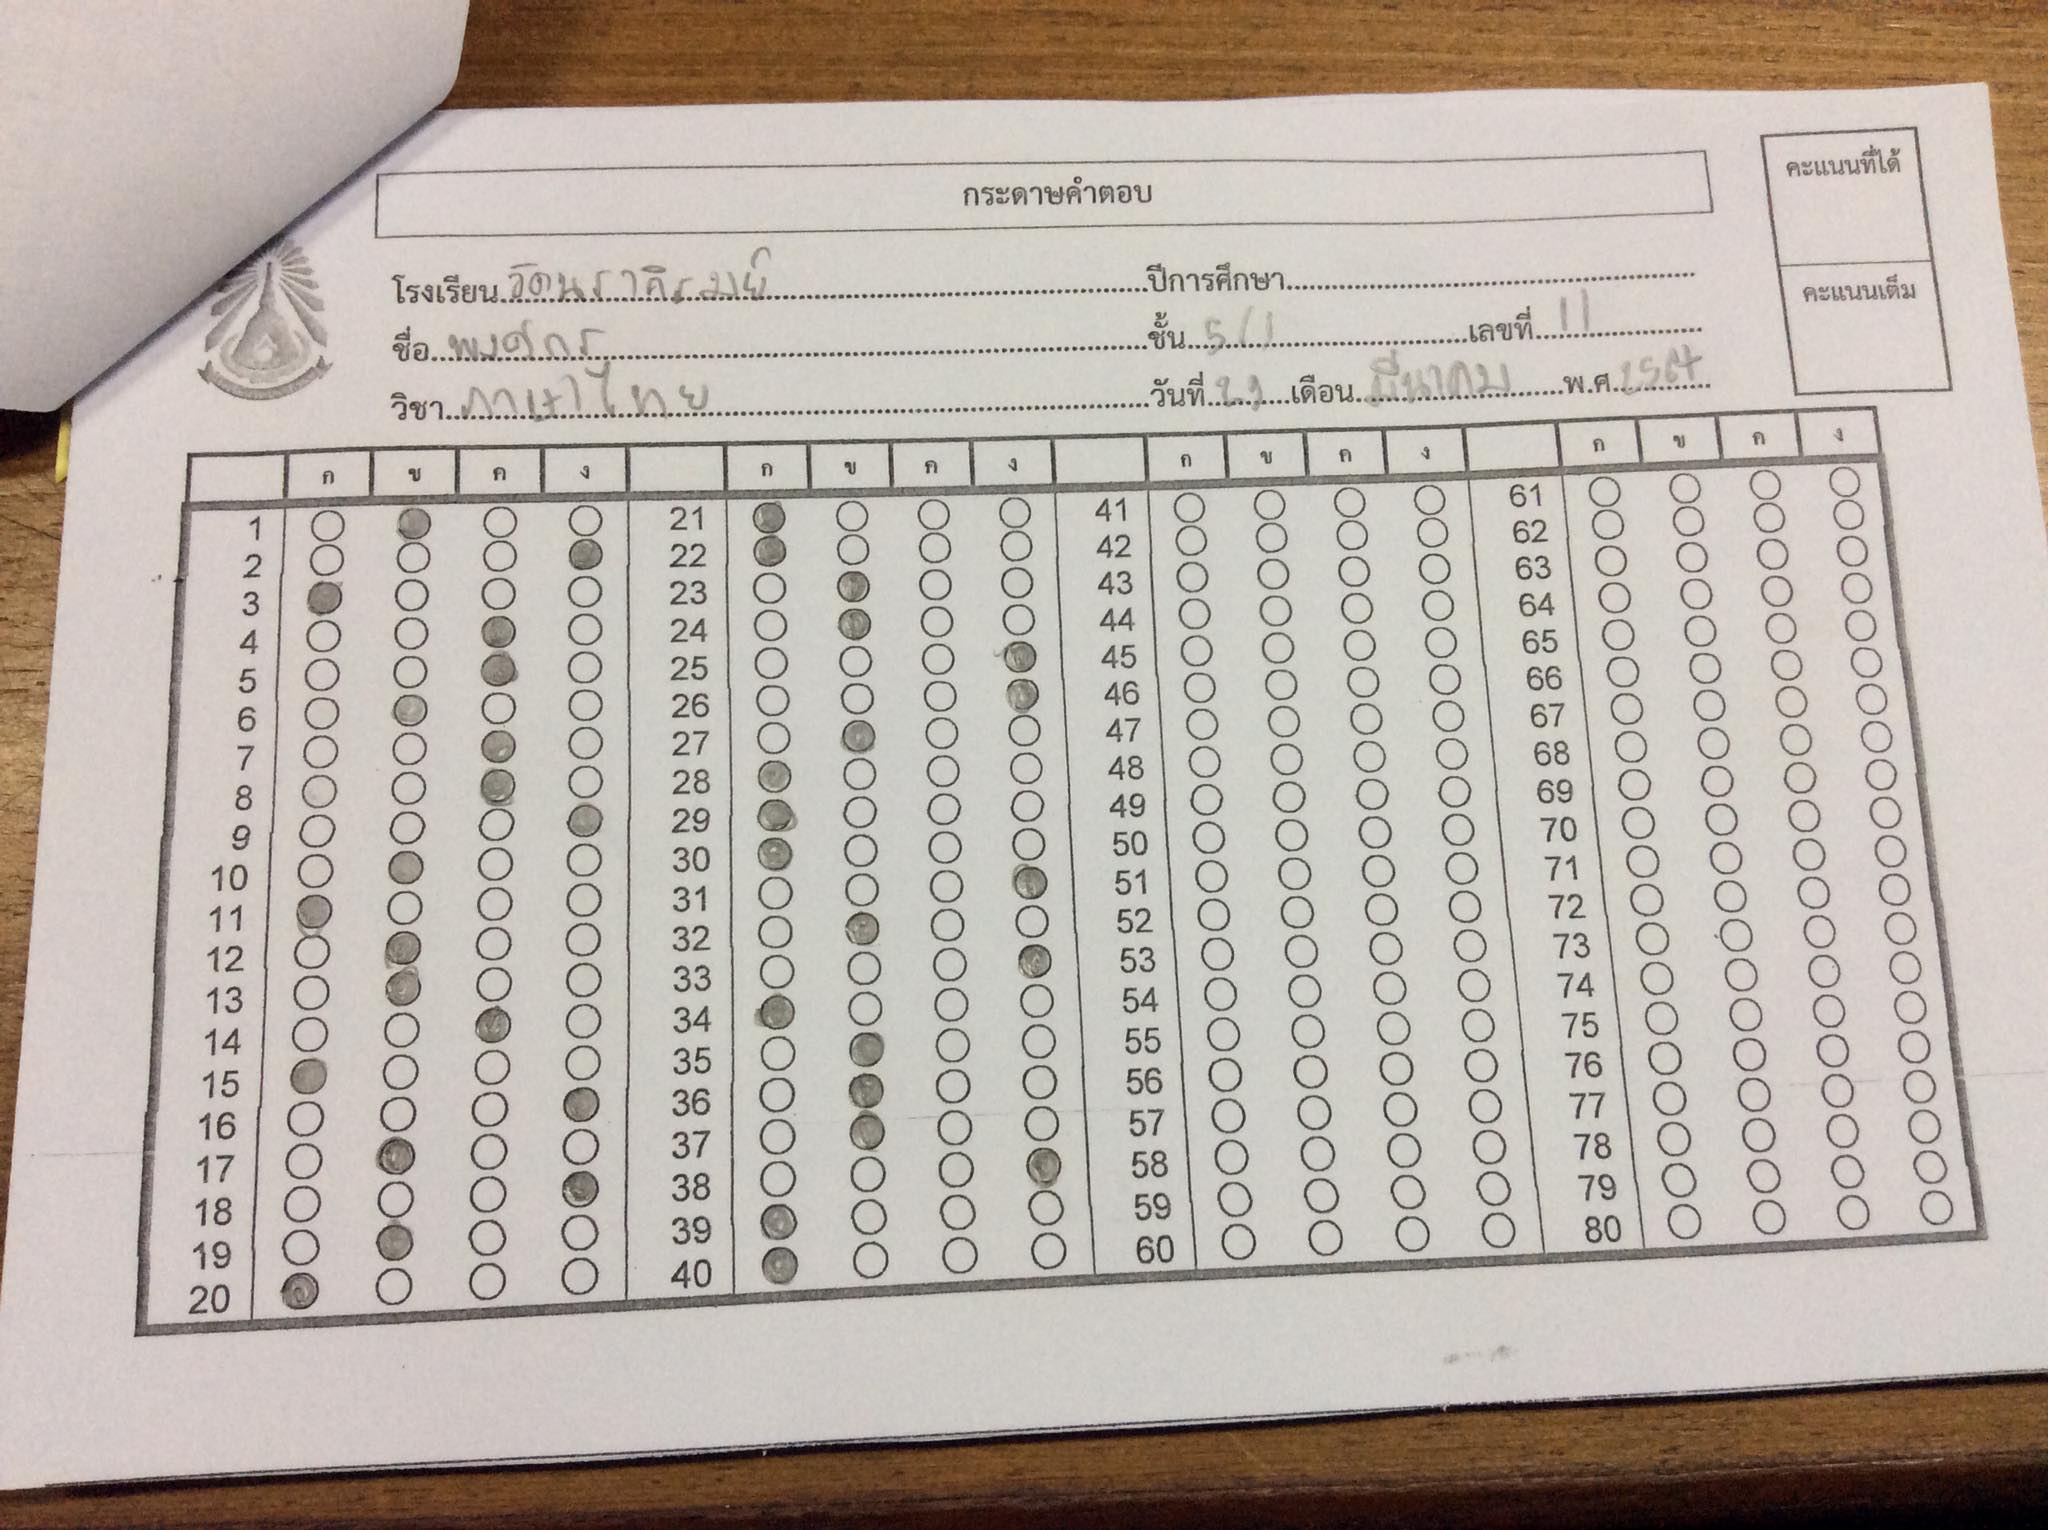 กระดาษคำตอบ
คะแนนที่ได้
คะแนนเต็ม
โรงเรียน วัดนราภิรมย์ ปีการศึกษา
ชื่อ พงศกร ชั้น 5/1 เลขที่ 11
วิชา ภาษาไทย วันที่ 29 เดือน มีนาคม พ.ศ. 2564
ก ข ค ง ก ข ค ง ก ข ค ง ก ข ค ง
1 21 41 61
2 22 42 62
3 23 43 63
4 24 44 64
5 25 45 65
6 26 46 66
7 27 47 67
8 28 48 68
9 29 49 69
10 30 50 70
11 31 51 71
12 32 52 72
13 33 53 73
14 34 54 74
15 35 55 75
16 36 56 76
17 37 57 77
18 38 58 78
19 39 59 79
20 40 60 80